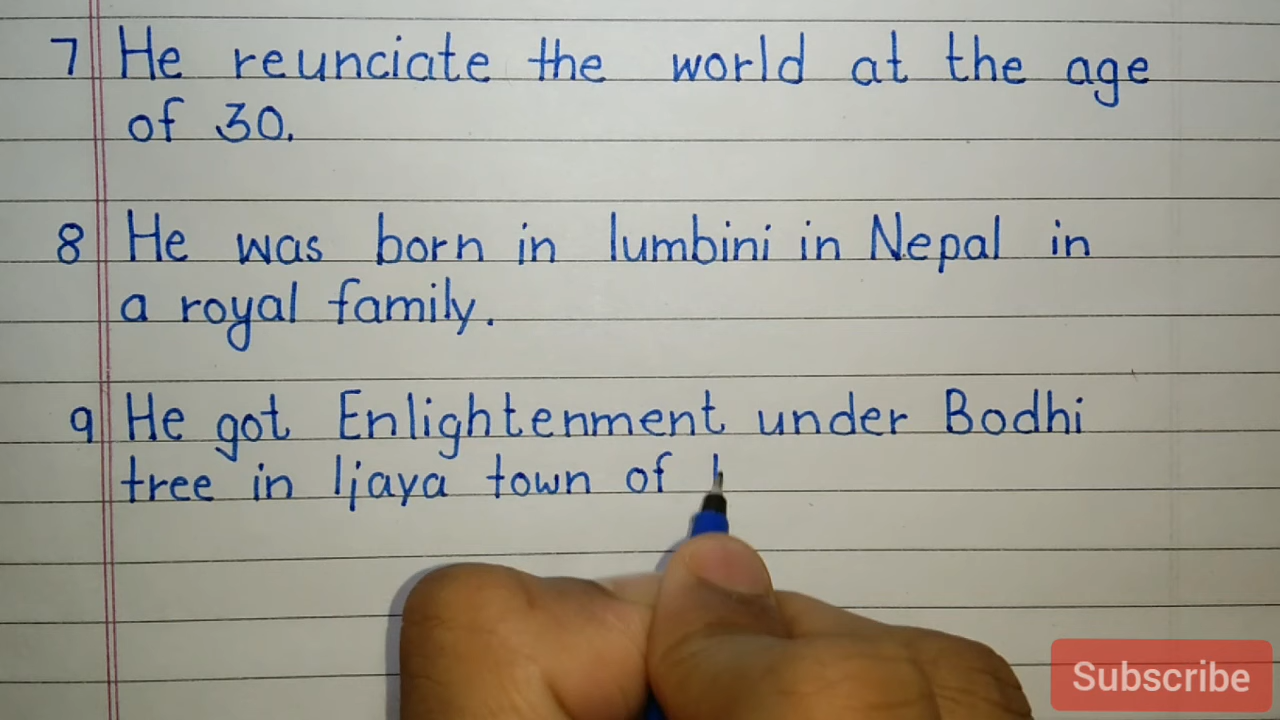 7 He reunciate the world at the age
of 30.
8 He was born in lumbini in Nepal in
a royal family.
9 He got Enlightenment under Bodhi
tree in Ijaya town of
Subscribe